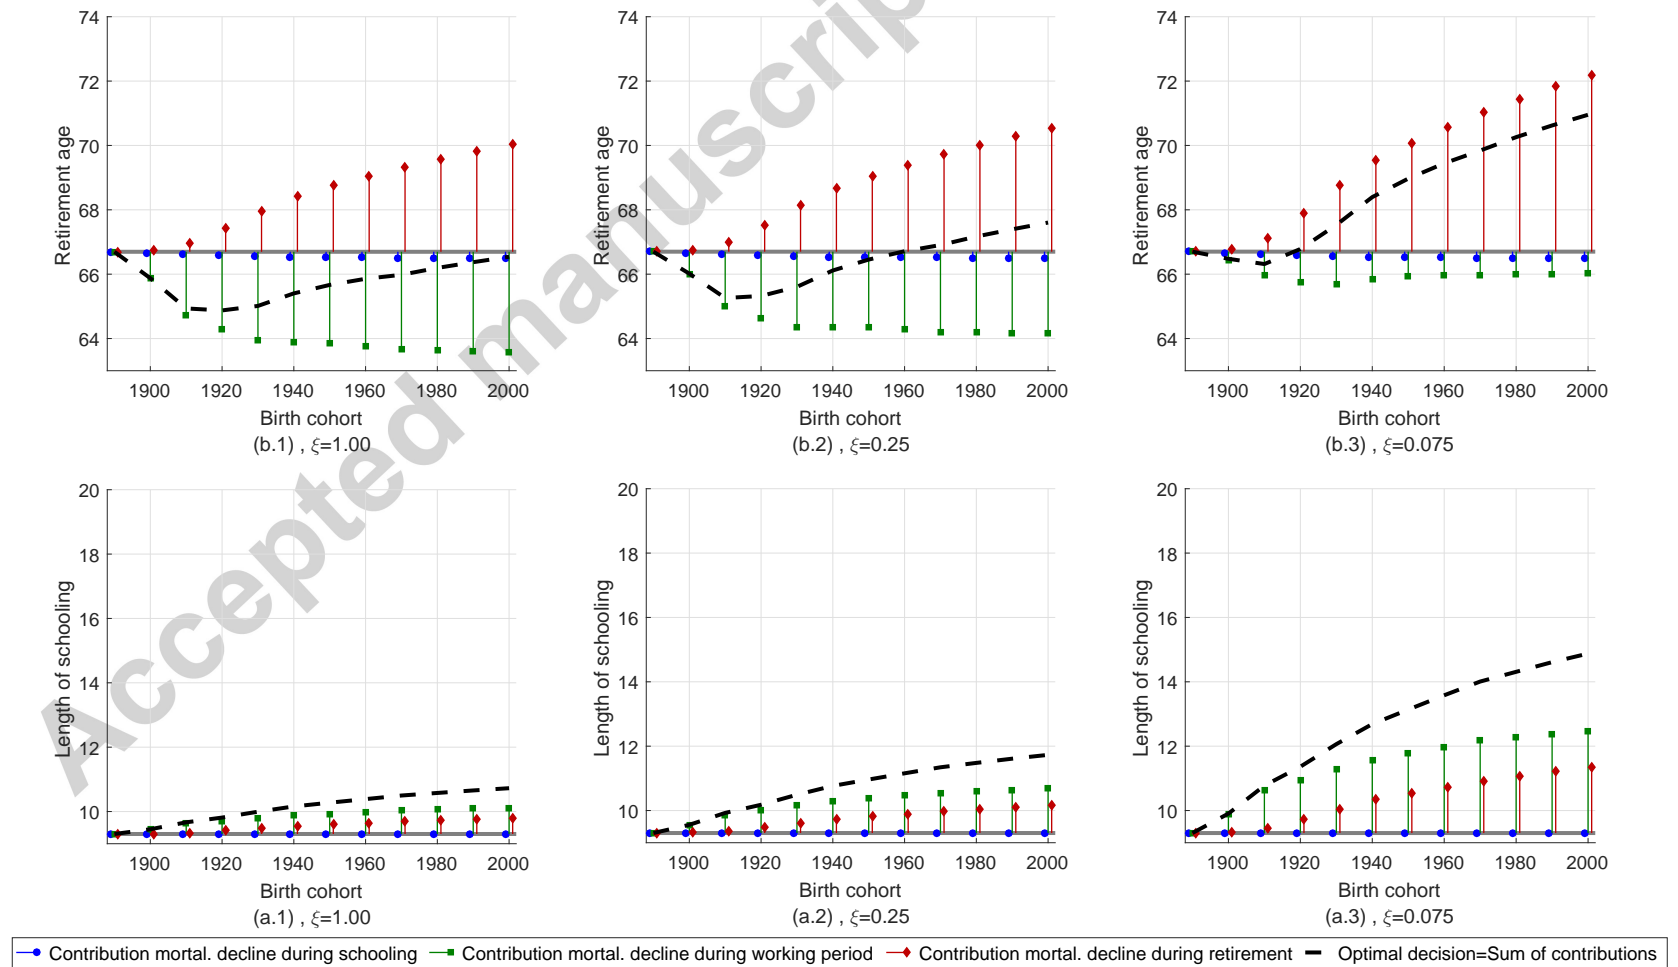 74
72
70
68
66
64
Retirement age
1900 1920 1940 1960 1980 2000
Birth cohort
(b.1) , ξ=1.00
74
72
70
68
66
64
Retirement age
1900 1920 1940 1960 1980 2000
Birth cohort
(b.2) , ξ=0.25
74
72
70
68
66
64
Retirement age
1900 1920 1940 1960 1980 2000
Birth cohort
(b.3) , ξ=0.075
20
18
16
14
12
10
Length of schooling
1900 1920 1940 1960 1980 2000
Birth cohort
(a.1) , ξ=1.00
20
18
16
14
12
10
Length of schooling
1900 1920 1940 1960 1980 2000
Birth cohort
(a.2) , ξ=0.25
20
18
16
14
12
10
Length of schooling
1900 1920 1940 1960 1980 2000
Birth cohort
(a.3) , ξ=0.075
Contribution mortal. decline during schooling Contribution mortal. decline during working period Contribution mortal. decline during retirement Optimal decision=Sum of contributions
Accepted manuscrip